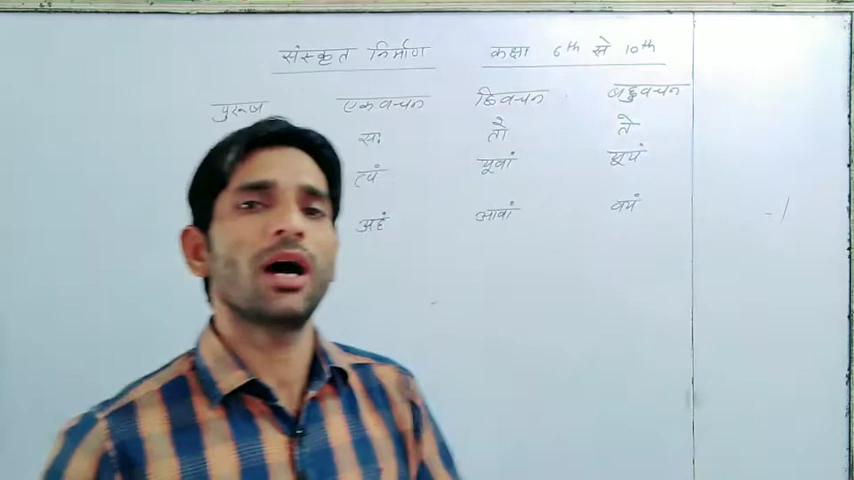 संस्कृत निर्माण कक्षा 6th से 10th
पुरूष एकवचन द्विवचन बहुवचन
सः तौ ते
त्वं यूवां यूयं
अहं आवां वयं